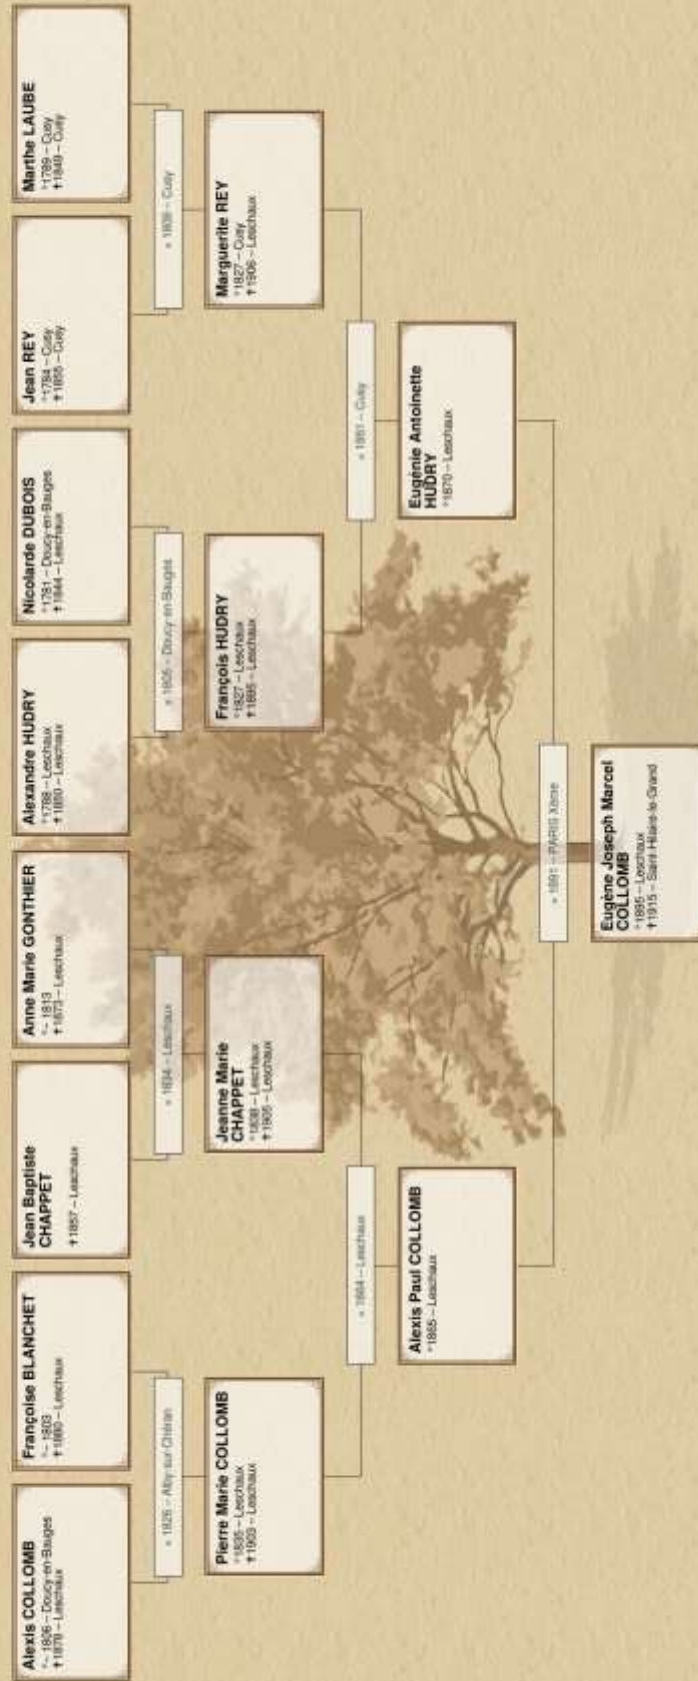 Alexis COLLOMB
°~ 1806 – Doucy-en-Bauges
†1879 – Leschaux
Françoise BLANCHET
°~ 1803
†1880 – Leschaux
Jean Baptiste
CHAPPET
†1857 – Leschaux
Anne Marie GONTHIER
°~ 1813
†1873 – Leschaux
Alexandre HUDRY
°1788 – Leschaux
†1850 – Leschaux
Nicolarde DUBOIS
°1781 – Doucy-en-Bauges
†1844 – Leschaux
Jean REY
°1784 – Cusy
†1855 – Cusy
Marthe LAUBE
°1789 – Cusy
†1849 – Cusy
x 1826 – Alby-sur-Chéran
x 1834 – Leschaux
x 1805 – Doucy-en-Bauges
x 1809 – Cusy
Pierre Marie COLLOMB
°1835 – Leschaux
†1903 – Leschaux
Jeanne Marie
CHAPPET
°1838 – Leschaux
†1905 – Leschaux
François HUDRY
°1827 – Leschaux
†1895 – Leschaux
Marguerite REY
°1827 – Cusy
†1906 – Leschaux
x 1864 – Leschaux
– Cusy
Alexis Paul COLLOMB
°1865 – Leschaux
Eugénie Antoinette
HUDRY
°1870 – Leschaux
x 1891 – PARIS Xème
Eugène Joseph Marcel
COLLOMB
°1895 – Leschaux
†1915 – Saint-Hilaire-le-Grand